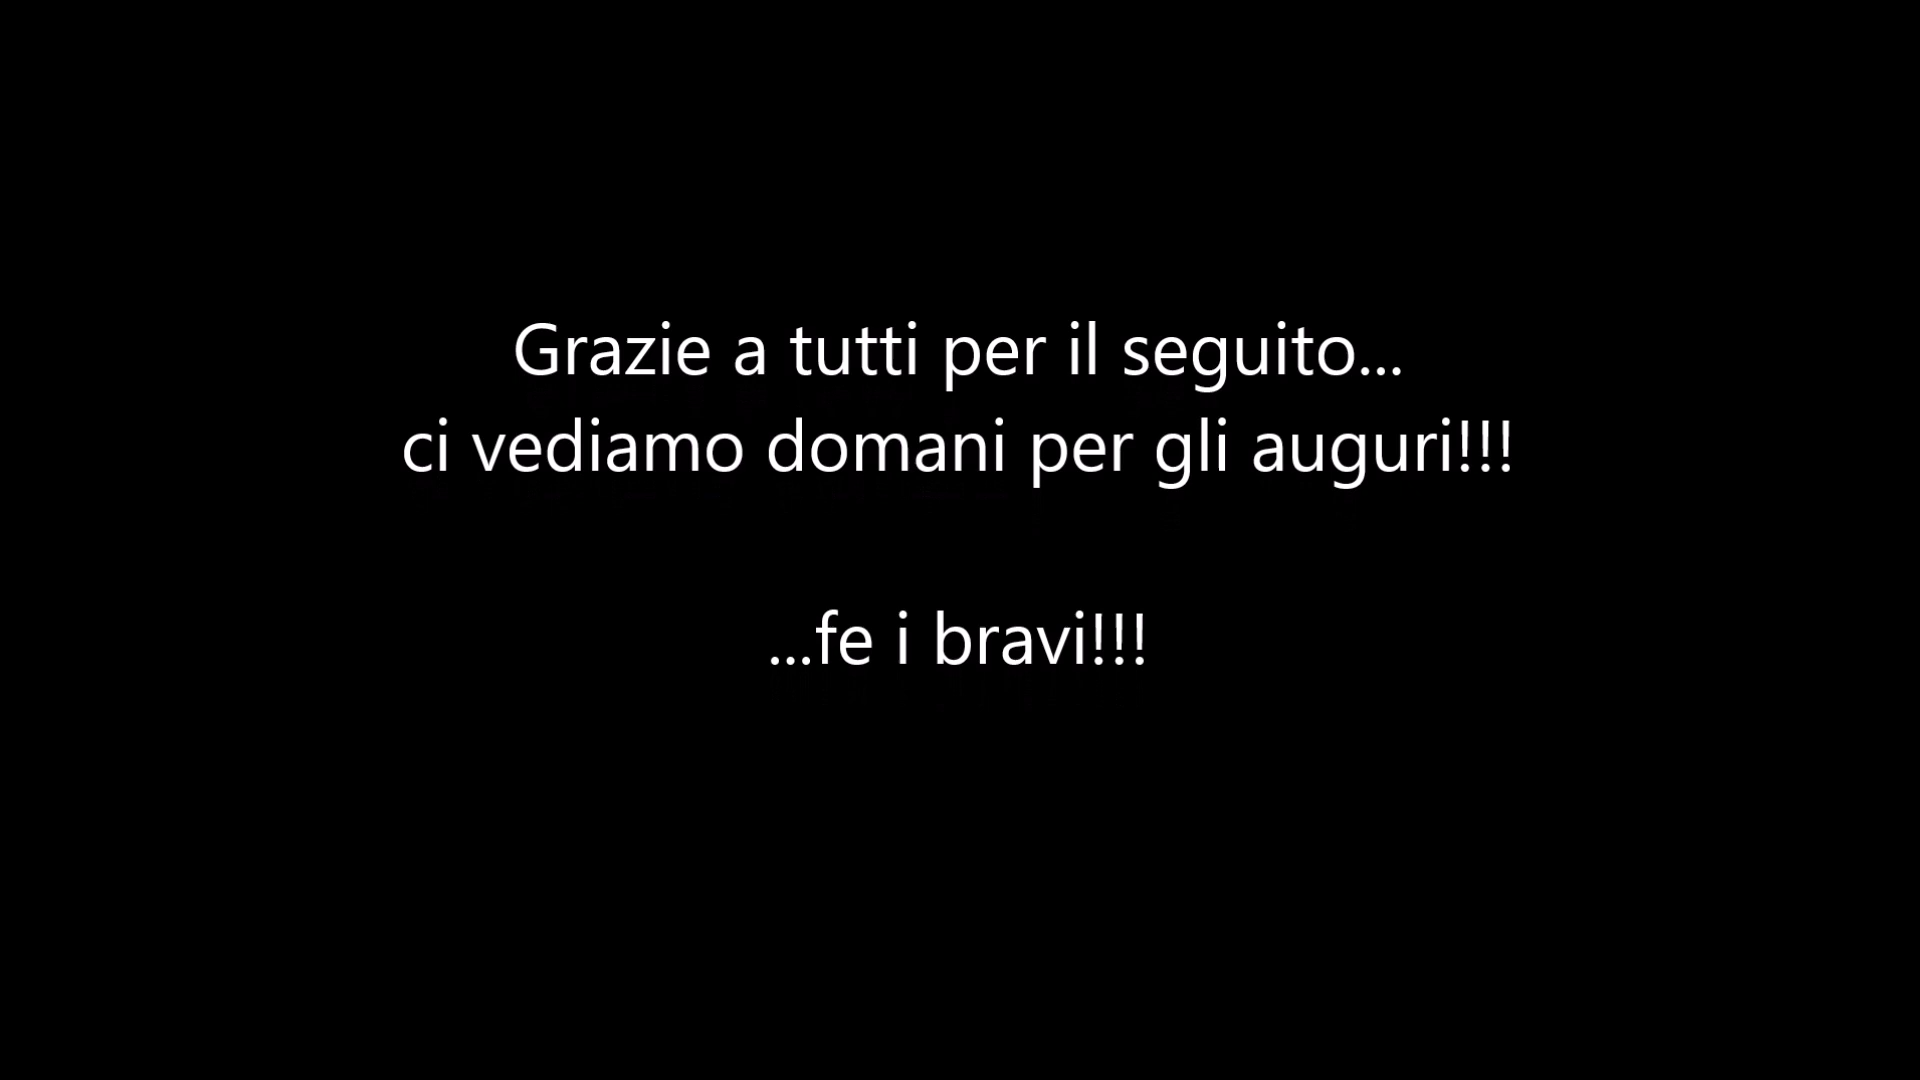 Grazie a tutti per il seguito...
ci vediamo domani per gli auguri!!!
...fe i bravi!!!